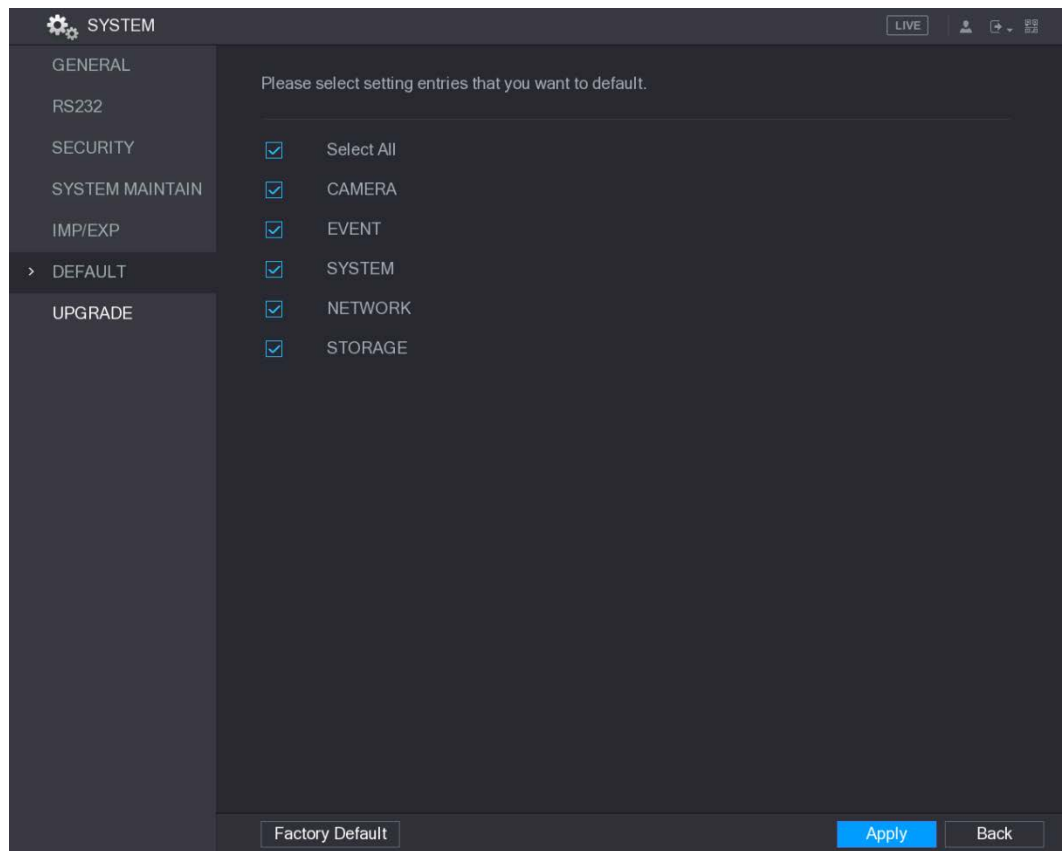 SYSTEM
LIVE
GENERAL
RS232
SECURITY
SYSTEM MAINTAIN
IMP/EXP
> DEFAULT
UPGRADE
Please select setting entries that you want to default.
Select All
CAMERA
EVENT
SYSTEM
NETWORK
STORAGE
Factory Default
Apply
Back